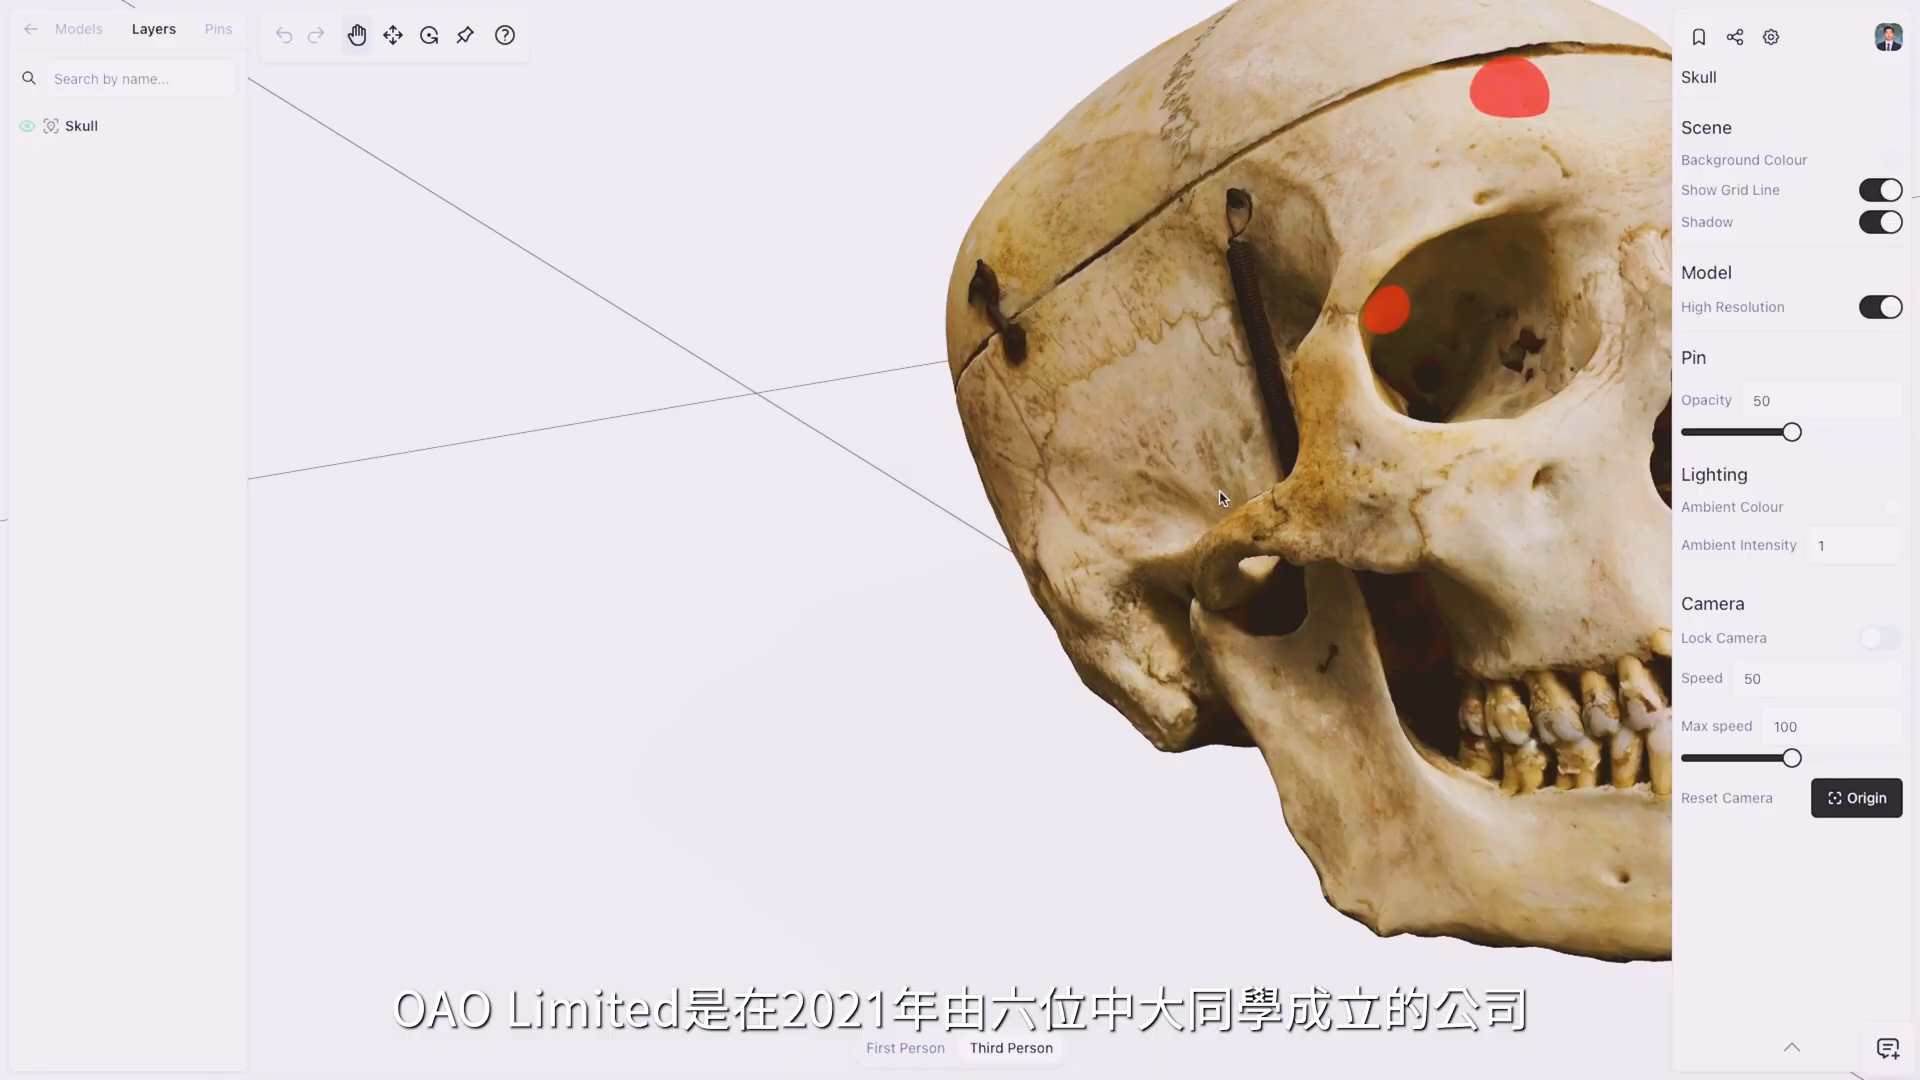 Models Layers Pins
Search by name...
Skull
Skull
Scene
Background Colour
Show Grid Line
Shadow
Model
High Resolution
Pin
Opacity 50
Lighting
Ambient Colour
Ambient Intensity 1
Camera
Lock Camera
Speed 50
Max speed 100
Reset Camera Origin
OAO Limited是在2021年由六位中大同學成立的公司
First Person Third Person